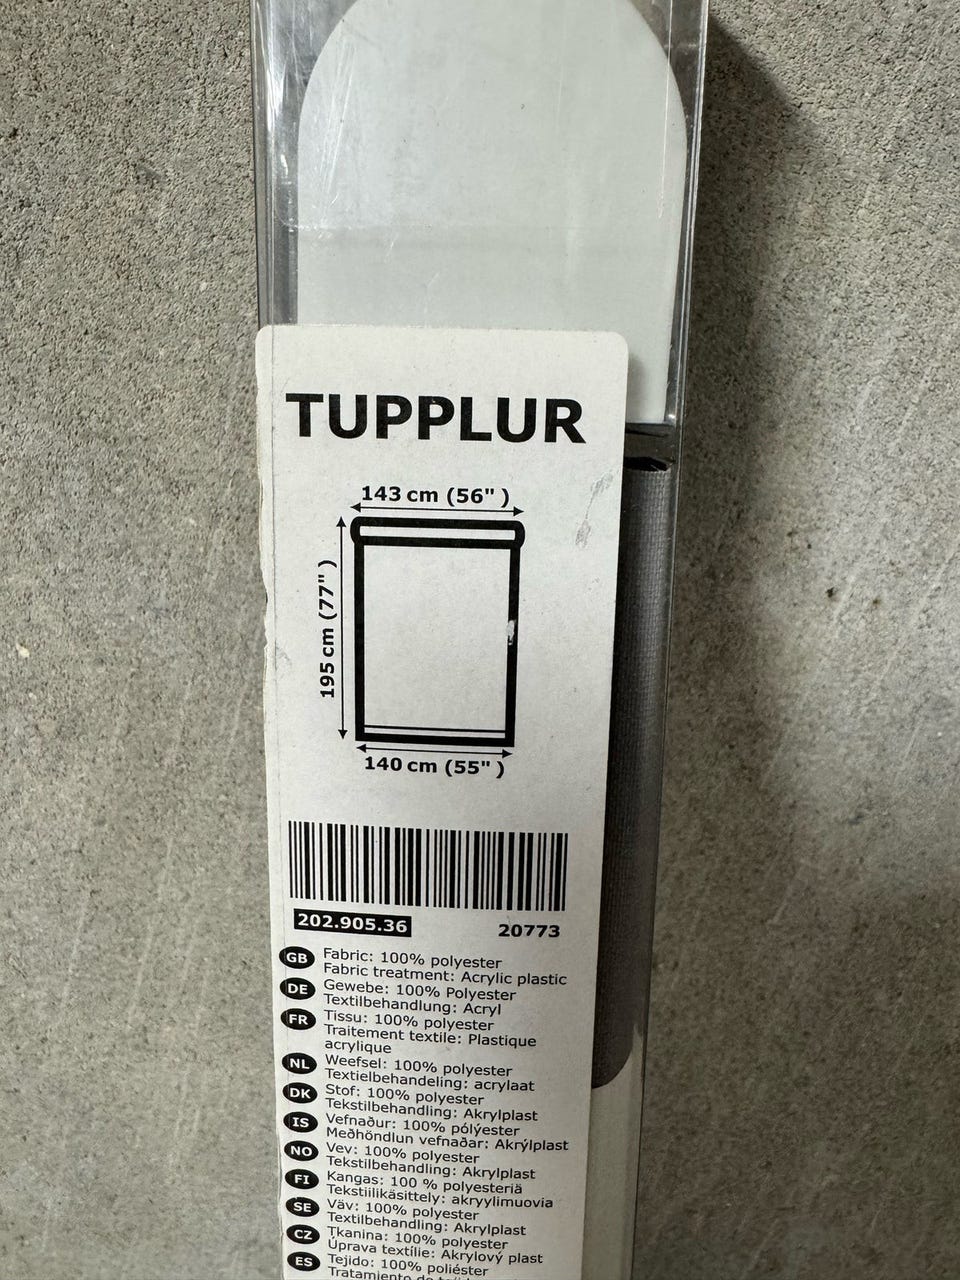 TUPPLUR
143 cm (56" )
195 cm (77" )
140 cm (55" )
202.905.36 20773
GB Fabric: 100% polyester
Fabric treatment: Acrylic plastic
DE Gewebe: 100% Polyester
Textilbehandlung: Acryl
FR Tissu: 100% polyester
Traitement textile: Plastique
acrylique
NL Weefsel: 100% polyester
Textielbehandeling: acrylaat
DK Stof: 100% polyester
Tekstilbehandling: Akrylplast
IS Vefnaður: 100% pólýester
Meðhöndlun vefnaðar: Akrýlplast
NO Vev: 100% polyester
Tekstilbehandling: Akrylplast
FI Kangas: 100 % polyesteriä
Tekstiilikäsittely: akryylimuovia
SE Väv: 100% polyester
Textilbehandling: Akrylplast
CZ Tkanina: 100% polyester
Úprava textílie: Akrylový plast
ES Tejido: 100% poliéster
Tratamiento de